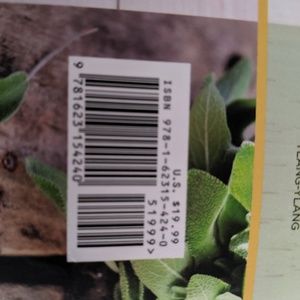 ISBN 978-1-62315-424-0
U.S. $19.99
51999>
9 781623 154240
YLANG-YLANG